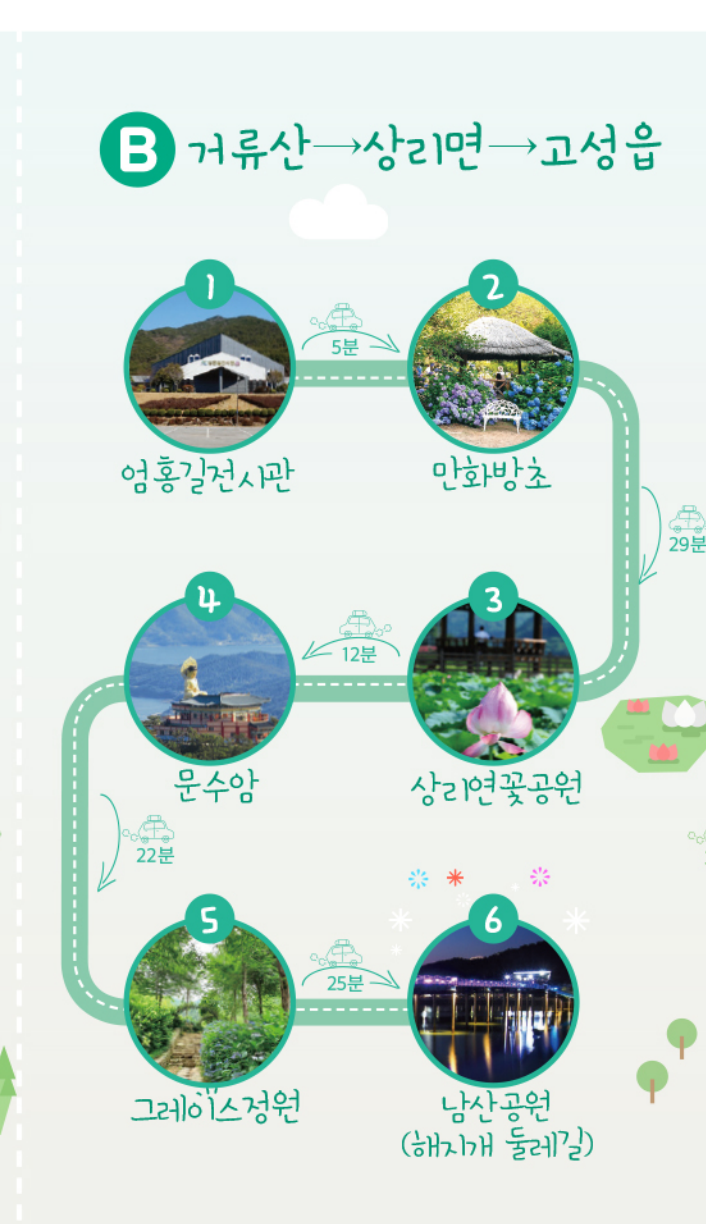 B 거류산→상리면→고성읍
1
5분
2
엄홍길전시관
만화방초
29분
4
12분
3
문수암
상리연꽃공원
22분
5
25분
6
그레이스정원
남산공원
(해지개 둘레길)